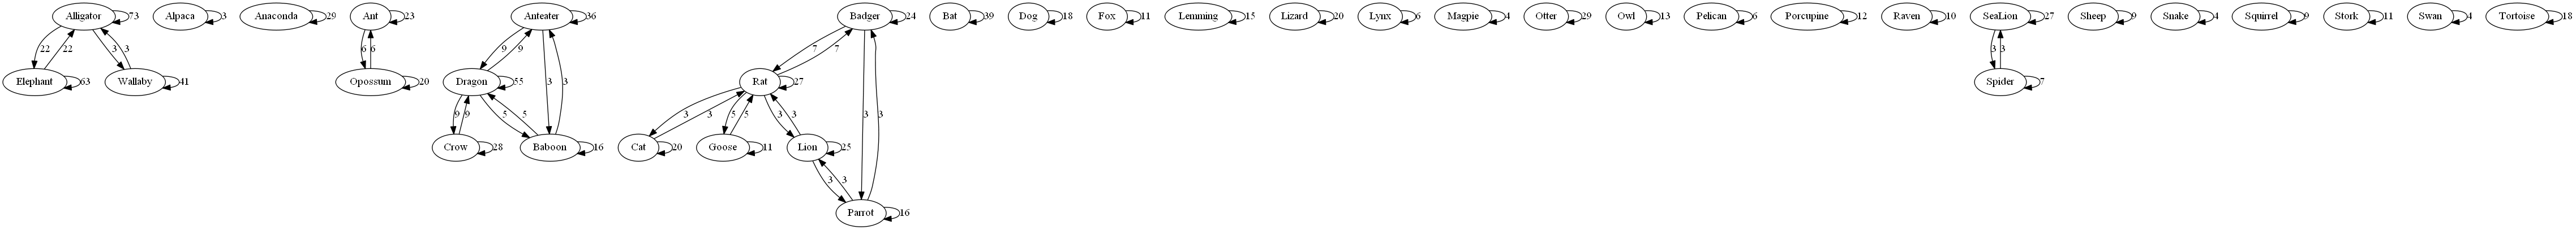 Alligator 73 Alpaca 3 Anaconda 29 Ant 23 Anteater 36 Badger 24 Bat 39 Dog 18 Fox 11 Lemming 15 Lizard 20 Lynx 6 Magpie 4 Otter 29 Owl 13 Pelican 6 Porcupine 12 Raven 10 SeaLion 27 Sheep 9 Snake 4 Squirrel 9 Stork 11 Swan 4 Tortoise 18
22 22 3 3 6 6 9 9 7 7 3 3
Elephant 63 Wallaby 41 Opossum 20 Dragon 55 Rat 27 Spider 7
9 9 5 5 3 3 3 3 5 5 3 3 3 3
Crow 28 Baboon 16 Cat 20 Goose 11 Lion 25
3 3
Parrot 16